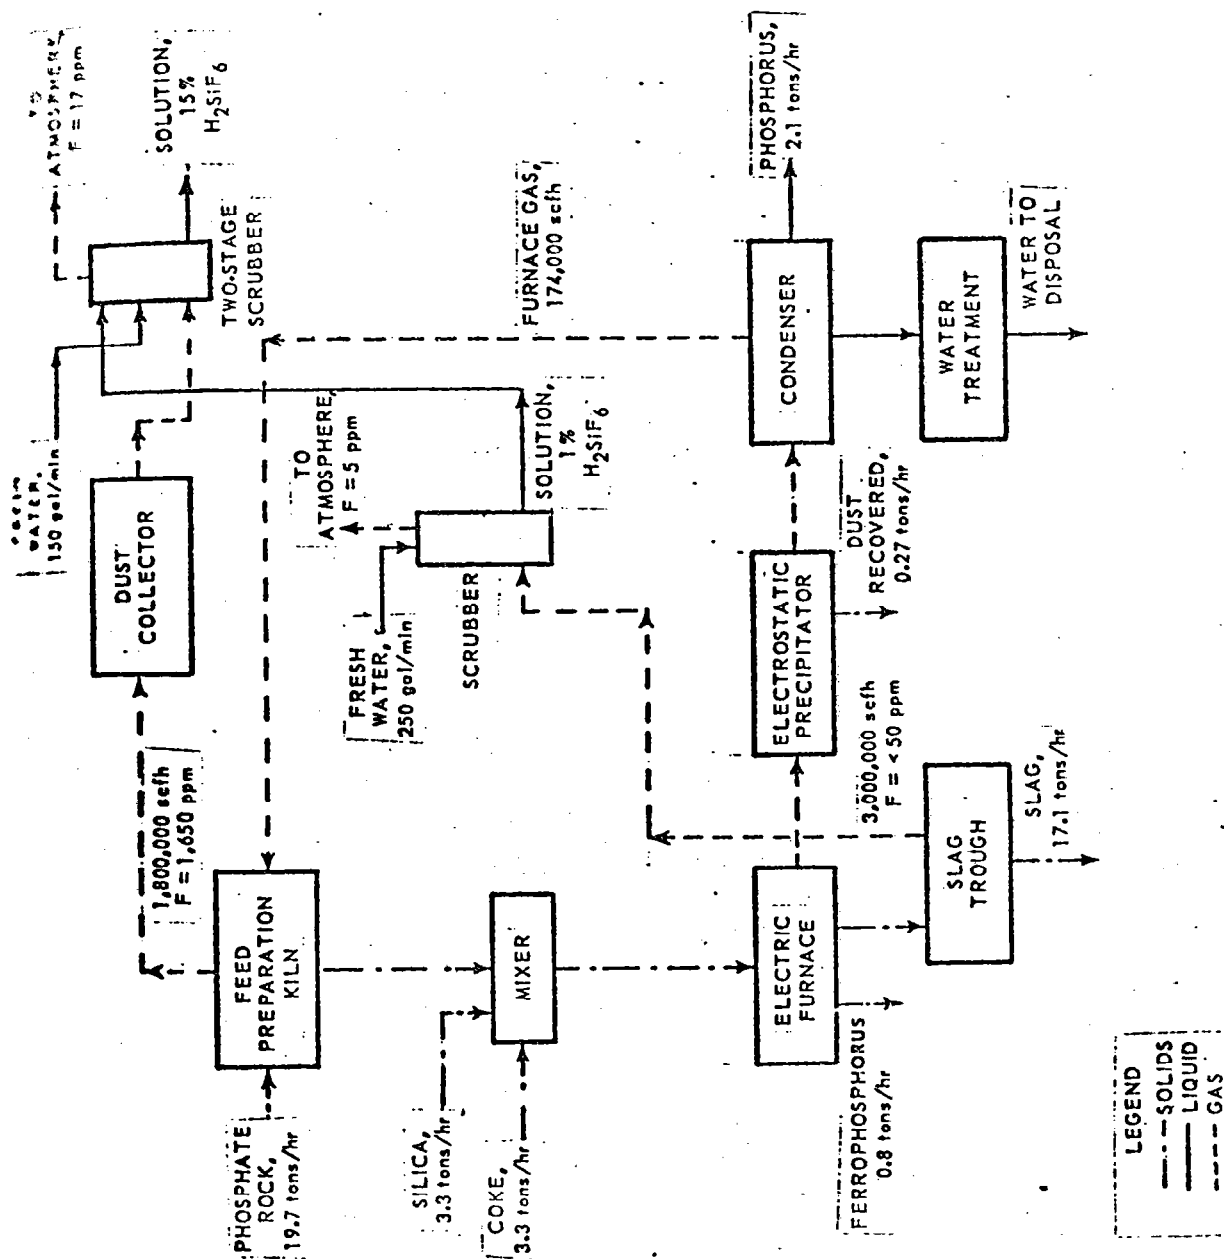 PHOSPHATE
ROCK,
19.7 tons/hr
FEED
PREPARATION
KILN
1,800,000 scfh
F = 1,650 ppm
DUST
COLLECTOR
WATER,
150 gal/min
TO
ATMOSPHERE,
F = 17 ppm
SOLUTION,
15%
H2SiF6
TWO-STAGE
SCRUBBER
SILICA,
3.3 tons/hr
COKE,
3.3 tons/hr
MIXER
FRESH
WATER,
250 gal/min
TO
ATMOSPHERE,
F = 5 ppm
SCRUBBER
SOLUTION,
1%
H2SiF6
FURNACE GAS,
174,000 scfh
FERROPHOSPHORUS
0.8 tons/hr
ELECTRIC
FURNACE
ELECTROSTATIC
PRECIPITATOR
CONDENSER
PHOSPHORUS,
2.1 tons/hr
3,000,000 scfh
F = < 50 ppm
DUST
RECOVERED,
0.27 tons/hr
SLAG
TROUGH
SLAG,
17.1 tons/hr
WATER
TREATMENT
WATER TO
DISPOSAL
LEGEND
SOLIDS
LIQUID
GAS